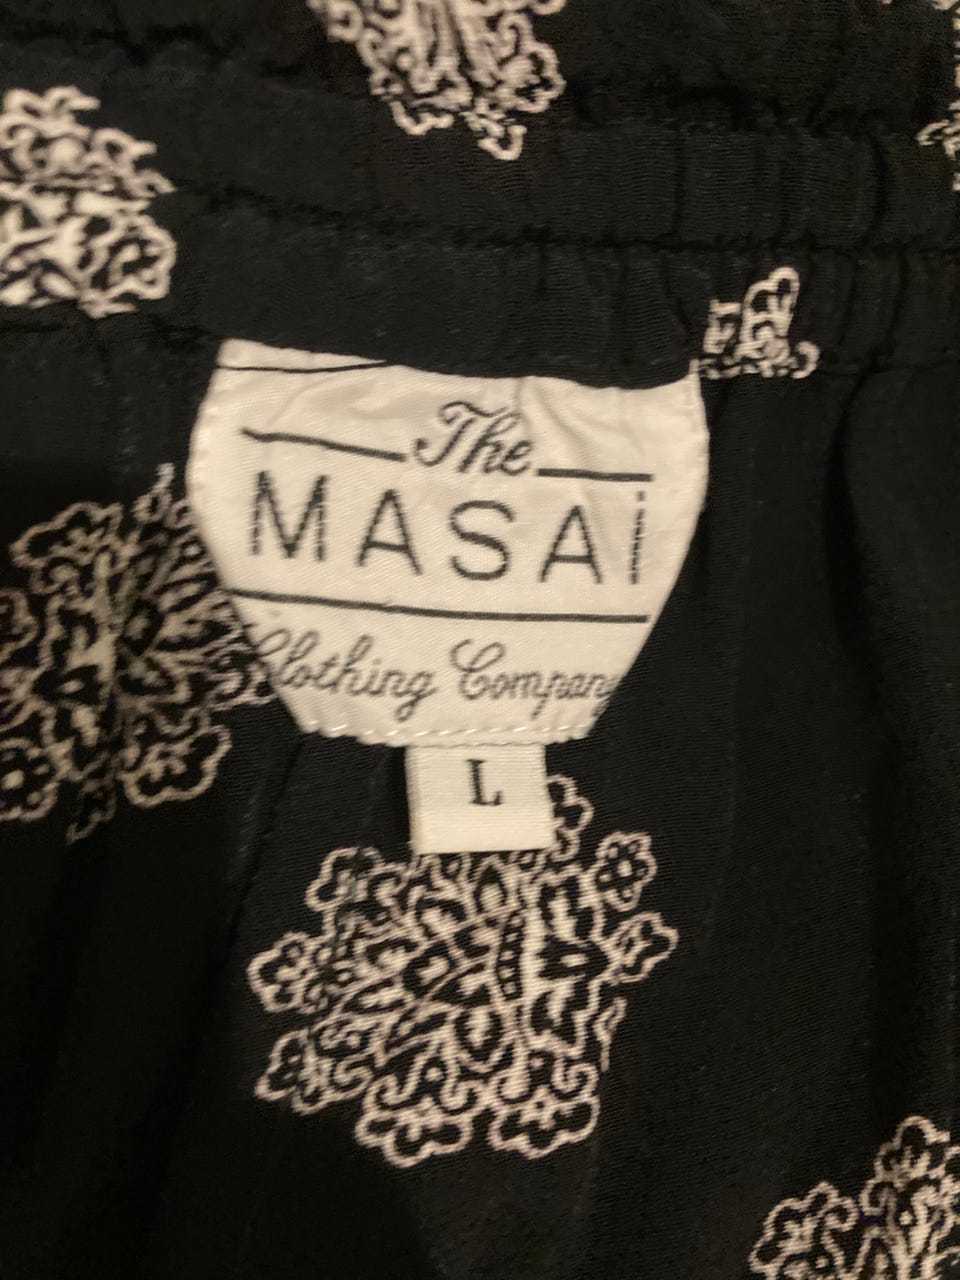 The
MASAi
Clothing Company
L